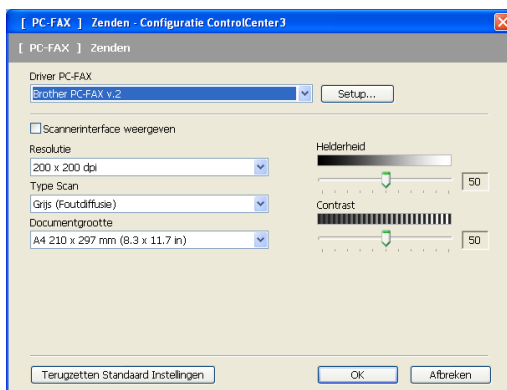 [ PC-FAX ] Zenden - Configuratie ControlCenter3
[ PC-FAX ] Zenden
Driver PC-FAX
Brother PC-FAX v.2
Setup...
Scannerinterface weergeven
Resolutie
200 x 200 dpi
Type Scan
Grijs (Foutdiffusie)
Documentgrootte
A4 210 x 297 mm (8.3 x 11.7 in)
Helderheid
50
Contrast
50
Terugzetten Standaard Instellingen
OK
Afbreken